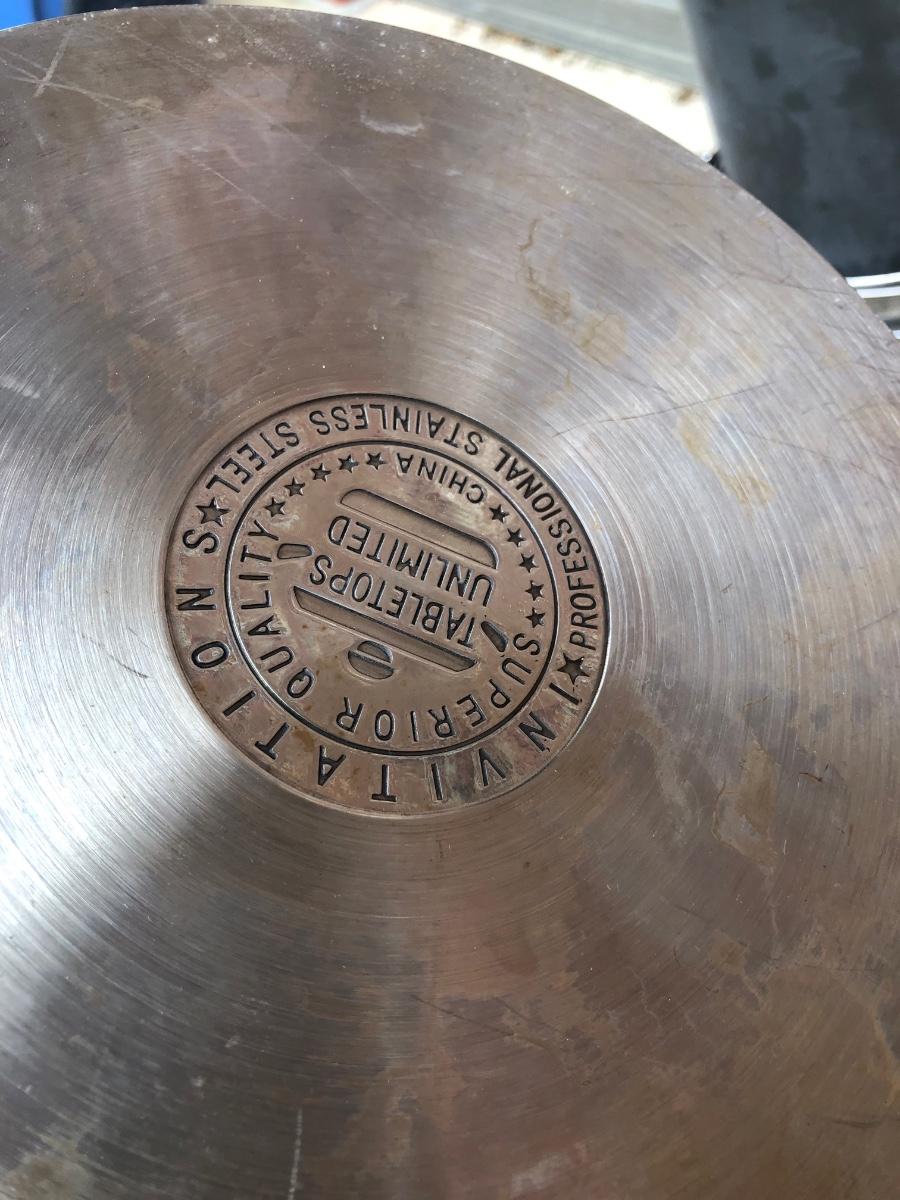 ★INVITATIONS★
PROFESSIONAL STAINLESS STEEL
SUPERIOR QUALITY
★★★★★ CHINA ★★★★★
TABLETOPS
UNLIMITED